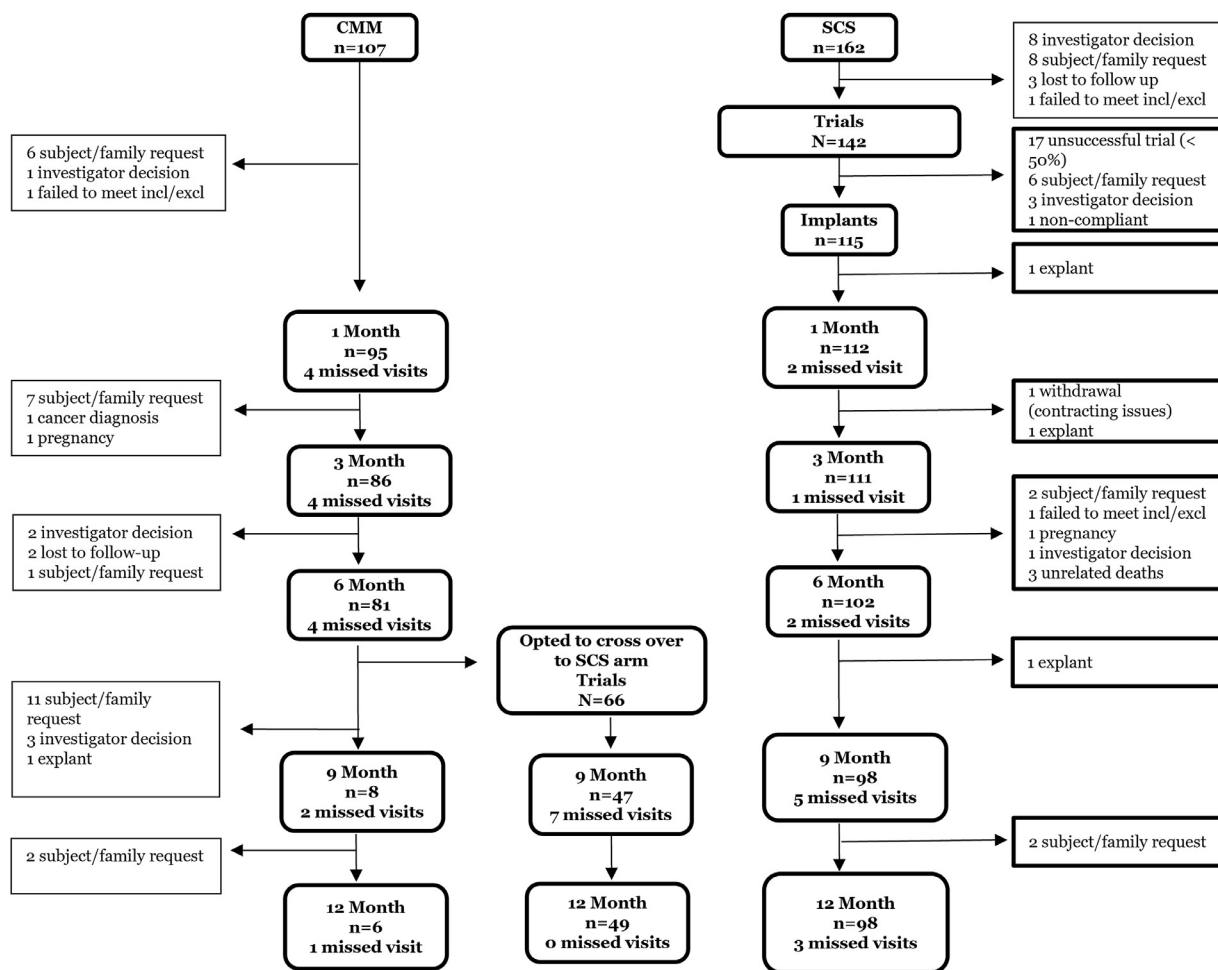 CMM
n=107
SCS
n=162
8 investigator decision
8 subject/family request
3 lost to follow up
1 failed to meet incl/excl
Trials
N=142
6 subject/family request
1 investigator decision
1 failed to meet incl/excl
17 unsuccessful trial (<
50%)
6 subject/family request
3 investigator decision
1 non-compliant
Implants
n=115
1 explant
1 Month
n=95
4 missed visits
1 Month
n=112
2 missed visit
7 subject/family request
1 cancer diagnosis
1 pregnancy
1 withdrawal
(contracting issues)
1 explant
3 Month
n=86
4 missed visits
3 Month
n=111
1 missed visit
2 investigator decision
2 lost to follow-up
1 subject/family request
2 subject/family request
1 failed to meet incl/excl
1 pregnancy
1 investigator decision
3 unrelated deaths
6 Month
n=81
4 missed visits
6 Month
n=102
2 missed visits
Opted to cross over
to SCS arm
Trials
N=66
1 explant
11 subject/family
request
3 investigator decision
1 explant
9 Month
n=8
2 missed visits
9 Month
n=47
7 missed visits
9 Month
n=98
5 missed visits
2 subject/family request
2 subject/family request
12 Month
n=6
1 missed visit
12 Month
n=49
0 missed visits
12 Month
n=98
3 missed visits